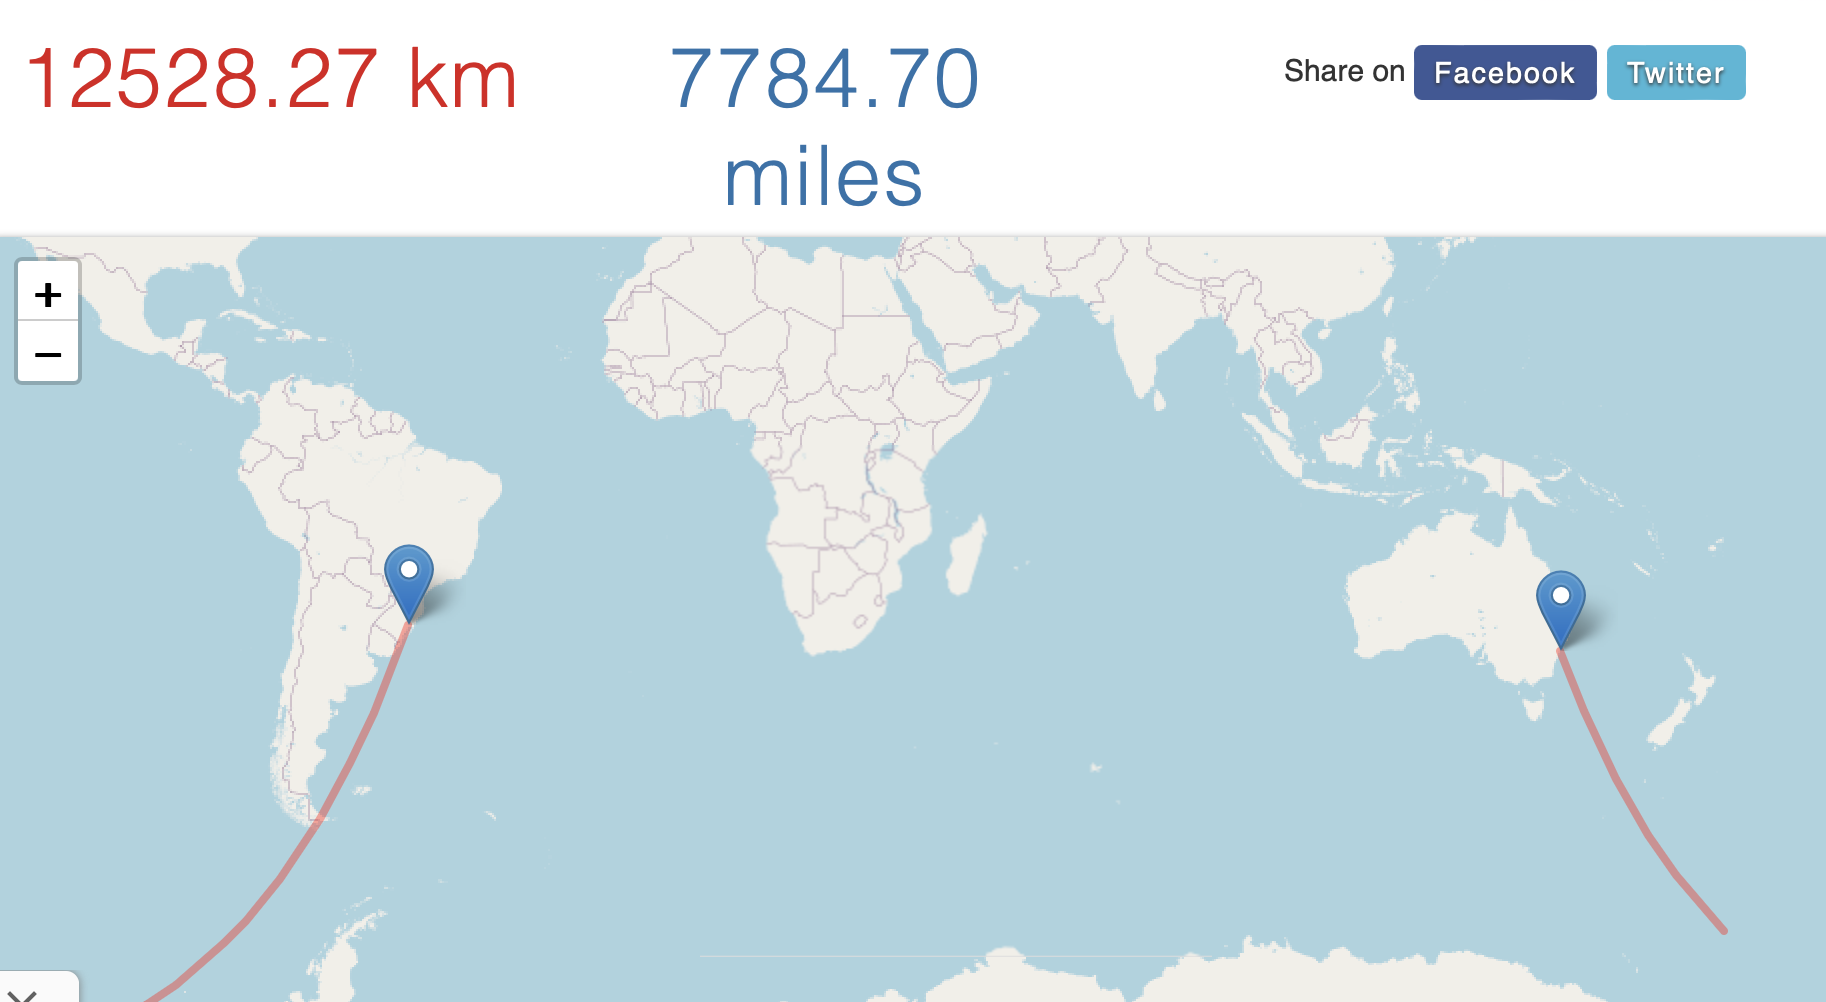 12528.27 km
7784.70
miles
Share on Facebook Twitter
+
−